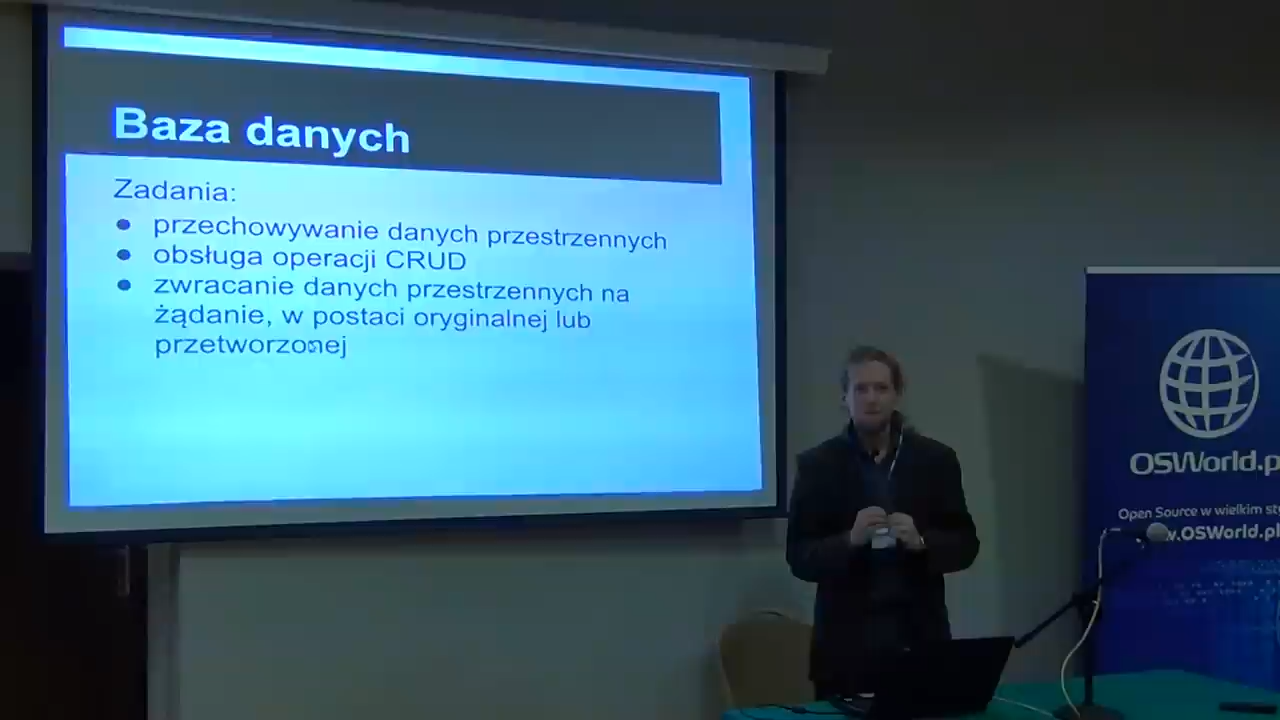 Baza danych
Zadania:
● przechowywanie danych przestrzennych
● obsługa operacji CRUD
● zwracanie danych przestrzennych na
żądanie, w postaci oryginalnej lub
przetworzonej
OSWorld.p
Open Source w wielkim sty
w.OSWorld.pl